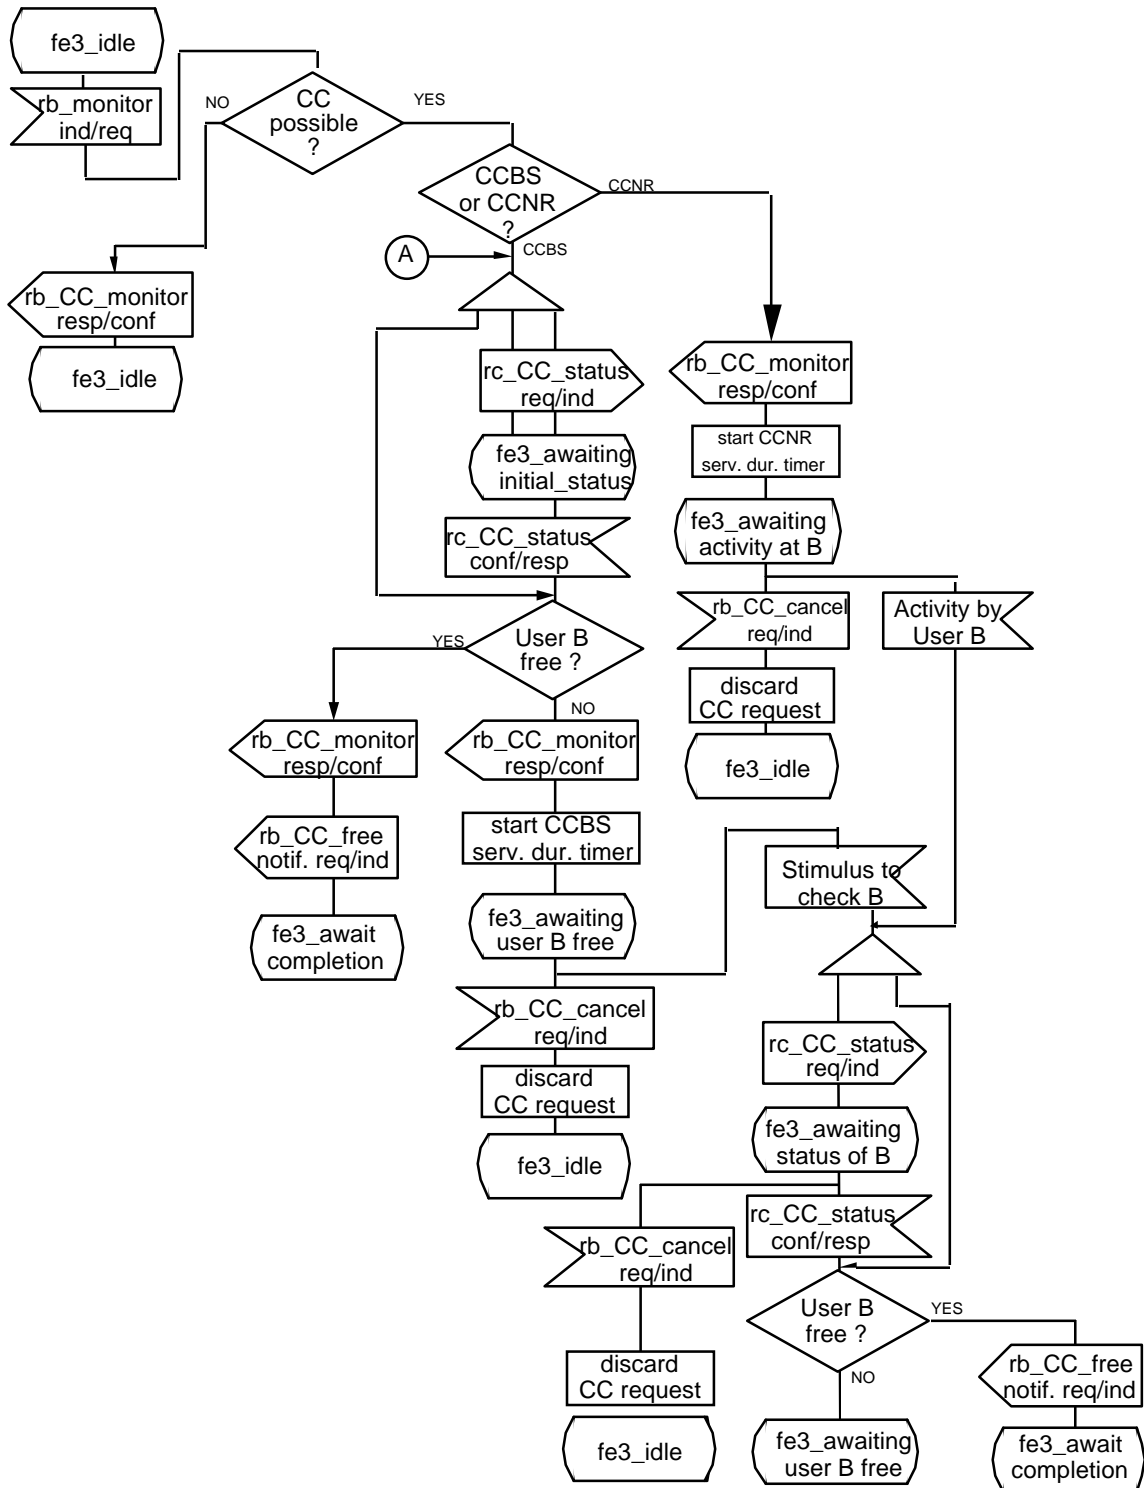 fe3_idle
rb_monitor
ind/req
NO
CC
possible
?
YES
CCBS
or CCNR
?
CCNR
A
CCBS
rb_CC_monitor
resp/conf
fe3_idle
rc_CC_status
req/ind
fe3_awaiting
initial_status
rc_CC_status
conf/resp
rb_CC_monitor
resp/conf
start CCNR
serv. dur. timer
fe3_awaiting
activity at B
rb_CC_cancel
req/ind
Activity by
User B
discard
CC request
fe3_idle
YES
User B
free ?
NO
rb_CC_monitor
resp/conf
rb_CC_free
notif. req/ind
fe3_await
completion
rb_CC_monitor
resp/conf
start CCBS
serv. dur. timer
fe3_awaiting
user B free
rb_CC_cancel
req/ind
discard
CC request
fe3_idle
Stimulus to
check B
rc_CC_status
req/ind
fe3_awaiting
status of B
rb_CC_cancel
req/ind
discard
CC request
fe3_idle
rc_CC_status
conf/resp
User B
free ?
YES
NO
fe3_awaiting
user B free
rb_CC_free
notif. req/ind
fe3_await
completion